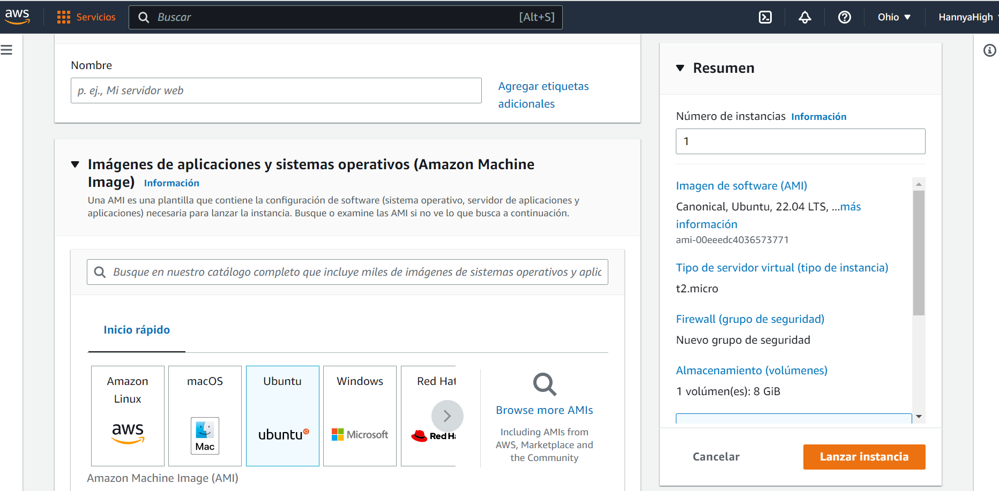 aws
Servicios
Buscar
[Alt+S]
Ohio
HannyaHigh
Nombre
p. ej., Mi servidor web
Agregar etiquetas
adicionales
Imágenes de aplicaciones y sistemas operativos (Amazon Machine
Image) Información
Una AMI es una plantilla que contiene la configuración de software (sistema operativo, servidor de aplicaciones y
aplicaciones) necesaria para lanzar la instancia. Busque o examine las AMI si no ve lo que busca a continuación.
Busque en nuestro catálogo completo que incluye miles de imágenes de sistemas operativos y aplic
Inicio rápido
Amazon
Linux
aws
macOS
Mac
Ubuntu
ubuntu
Windows
Microsoft
Red Hat
Red Ha
Browse more AMIs
Including AMIs from
AWS, Marketplace and
the Community
Amazon Machine Image (AMI)
Resumen
Número de instancias Información
1
Imagen de software (AMI)
Canonical, Ubuntu, 22.04 LTS, ...más
información
ami-00eeedc4036573771
Tipo de servidor virtual (tipo de instancia)
t2.micro
Firewall (grupo de seguridad)
Nuevo grupo de seguridad
Almacenamiento (volúmenes)
1 volúmen(es): 8 GiB
Cancelar
Lanzar instancia